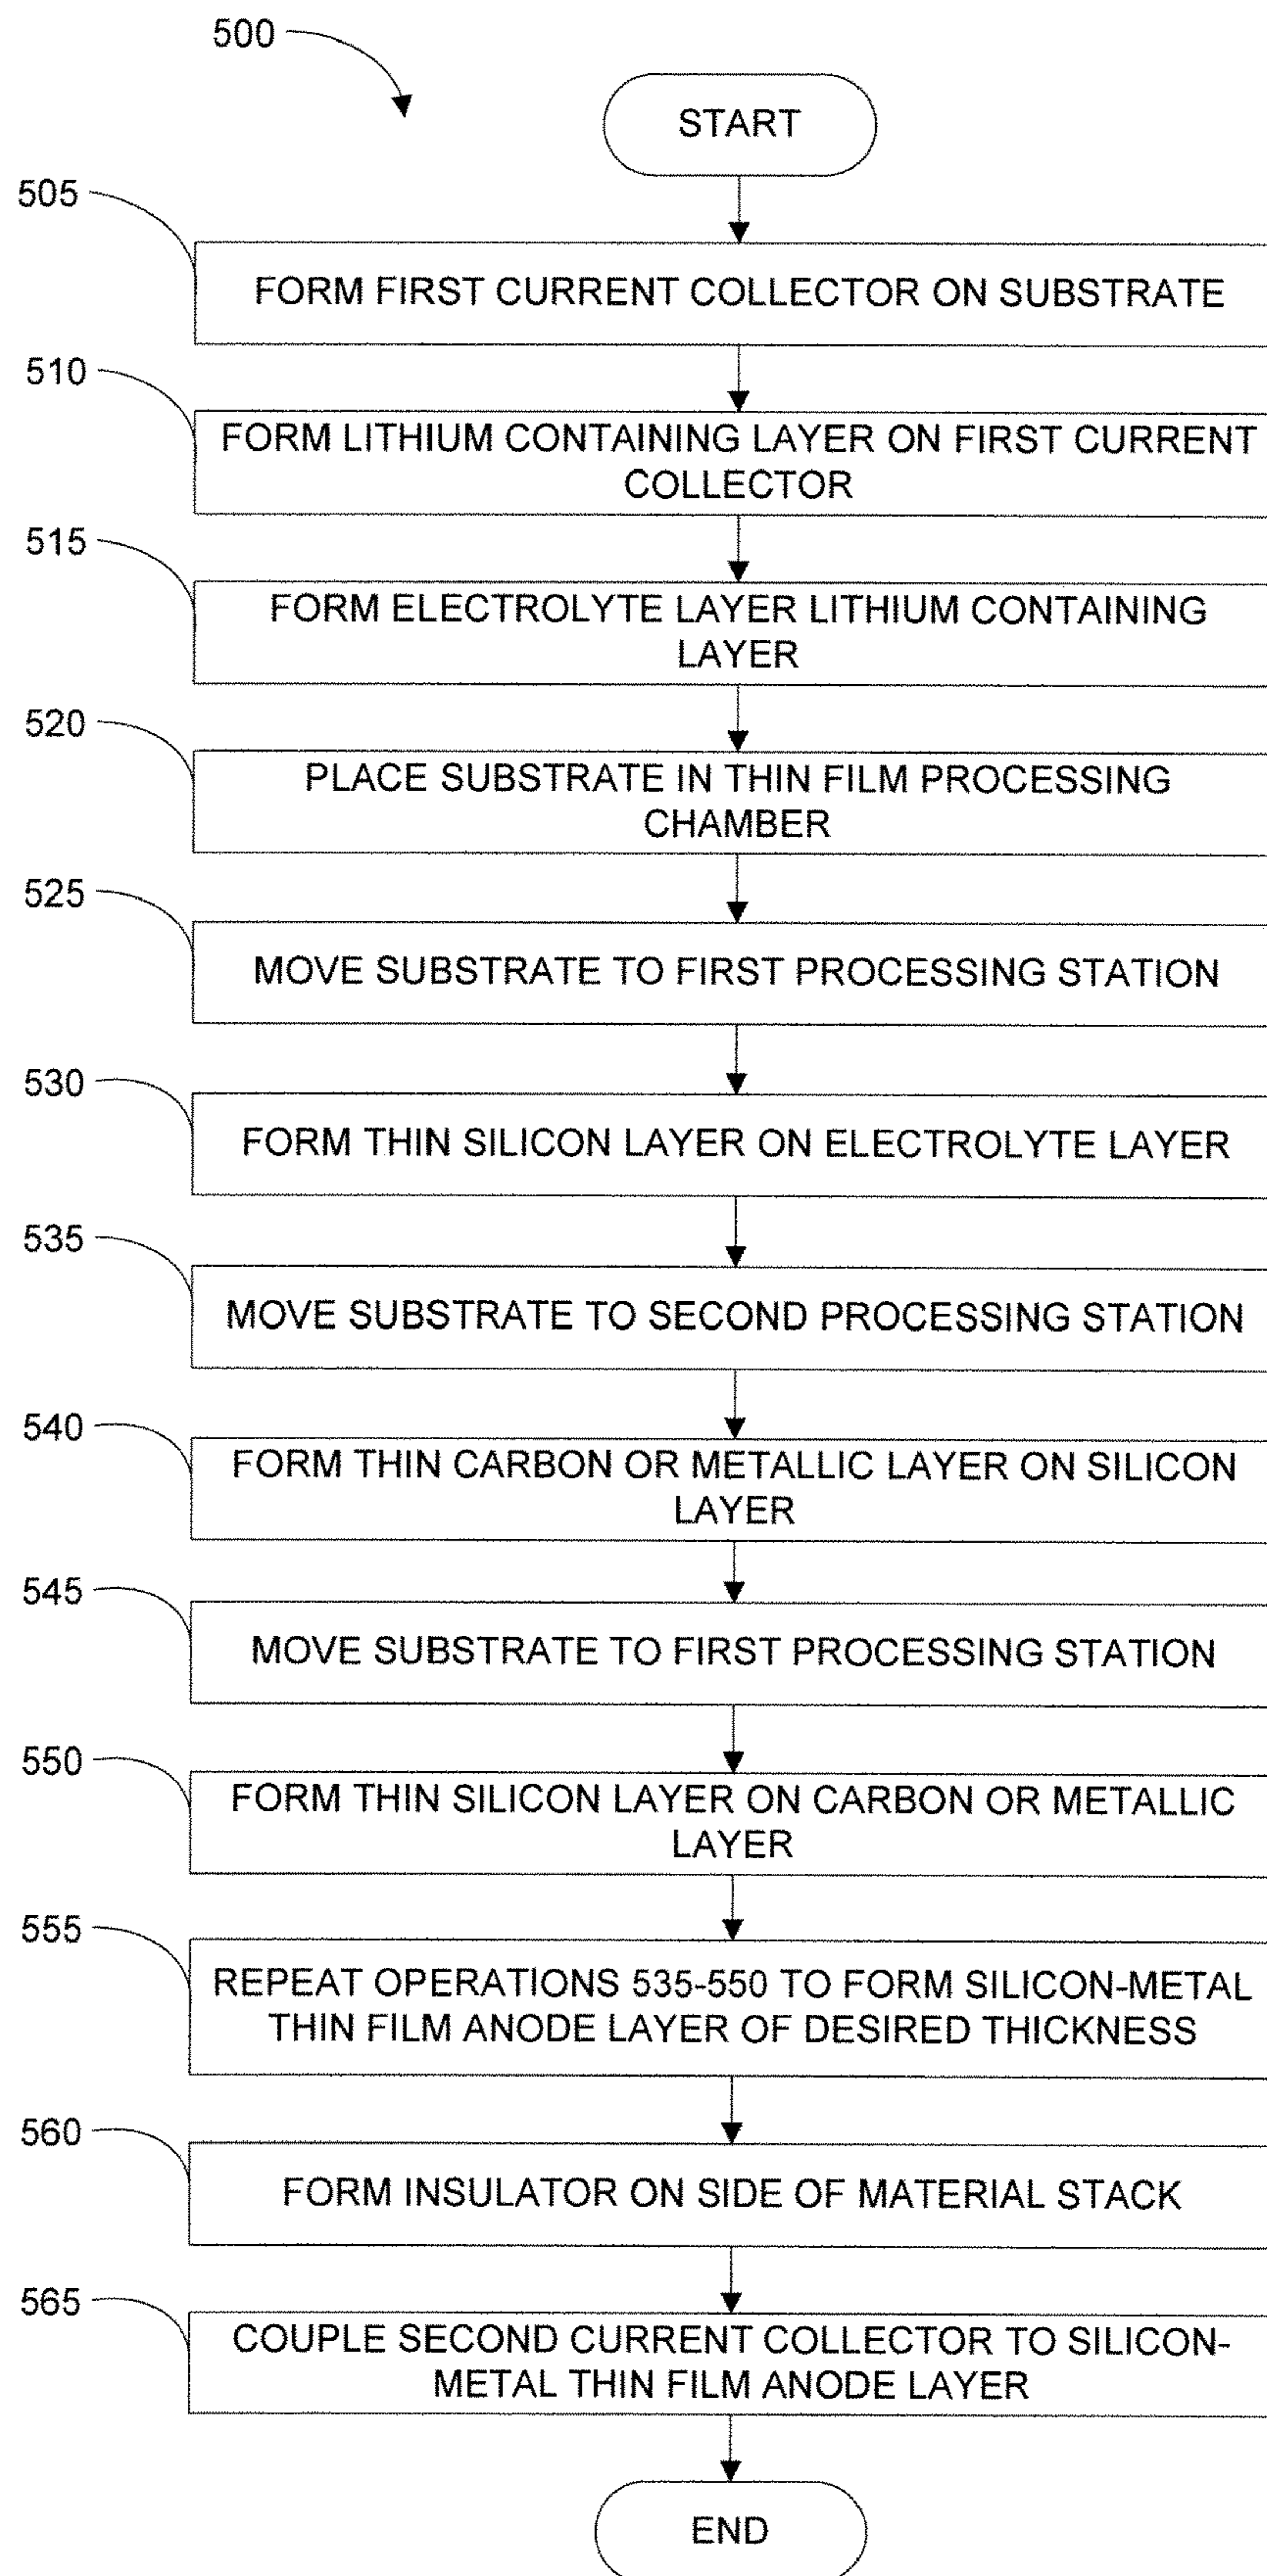 500
START
505
FORM FIRST CURRENT COLLECTOR ON SUBSTRATE
510
FORM LITHIUM CONTAINING LAYER ON FIRST CURRENT
COLLECTOR
515
FORM ELECTROLYTE LAYER LITHIUM CONTAINING
LAYER
520
PLACE SUBSTRATE IN THIN FILM PROCESSING
CHAMBER
525
MOVE SUBSTRATE TO FIRST PROCESSING STATION
530
FORM THIN SILICON LAYER ON ELECTROLYTE LAYER
535
MOVE SUBSTRATE TO SECOND PROCESSING STATION
540
FORM THIN CARBON OR METALLIC LAYER ON SILICON
LAYER
545
MOVE SUBSTRATE TO FIRST PROCESSING STATION
550
FORM THIN SILICON LAYER ON CARBON OR METALLIC
LAYER
555
REPEAT OPERATIONS 535-550 TO FORM SILICON-METAL
THIN FILM ANODE LAYER OF DESIRED THICKNESS
560
FORM INSULATOR ON SIDE OF MATERIAL STACK
565
COUPLE SECOND CURRENT COLLECTOR TO SILICON-
METAL THIN FILM ANODE LAYER
END